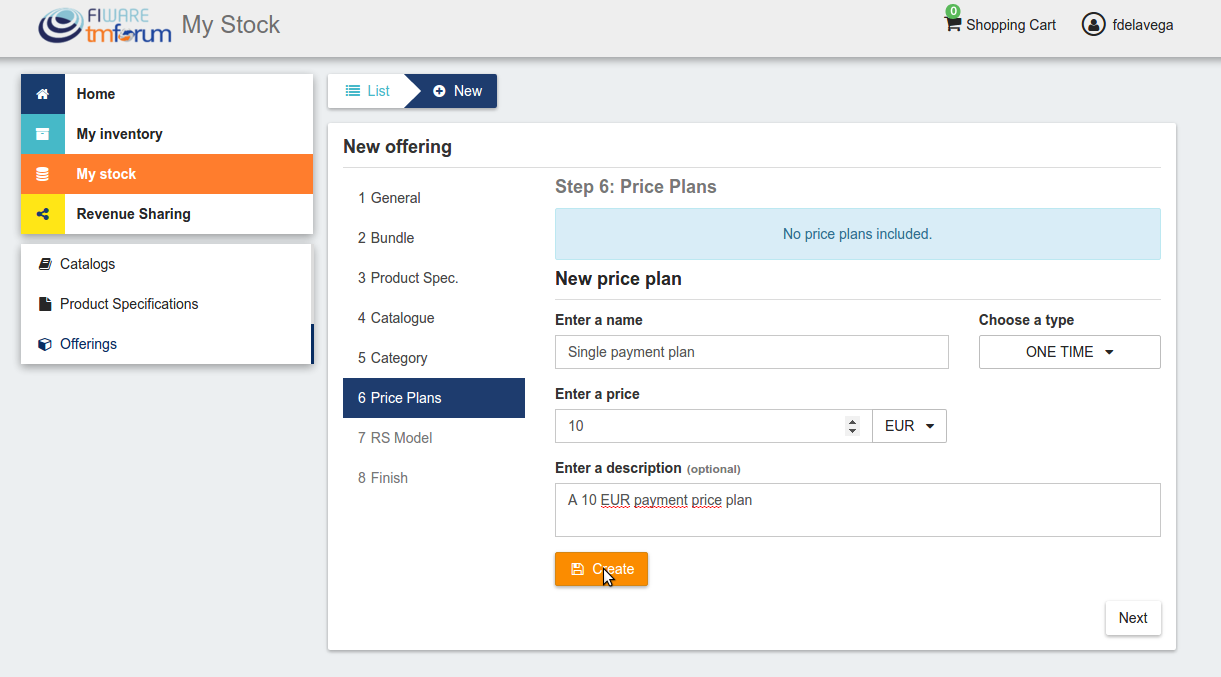 FIWARE
tmforum
My Stock
0
Shopping Cart
fdelavega
Home
My inventory
My stock
Revenue Sharing
Catalogs
Product Specifications
Offerings
List
New
New offering
1 General
2 Bundle
3 Product Spec.
4 Catalogue
5 Category
6 Price Plans
7 RS Model
8 Finish
Step 6: Price Plans
No price plans included.
New price plan
Enter a name
Choose a type
Single payment plan
ONE TIME
Enter a price
10
EUR
Enter a description (optional)
A 10 EUR payment price plan
Create
Next